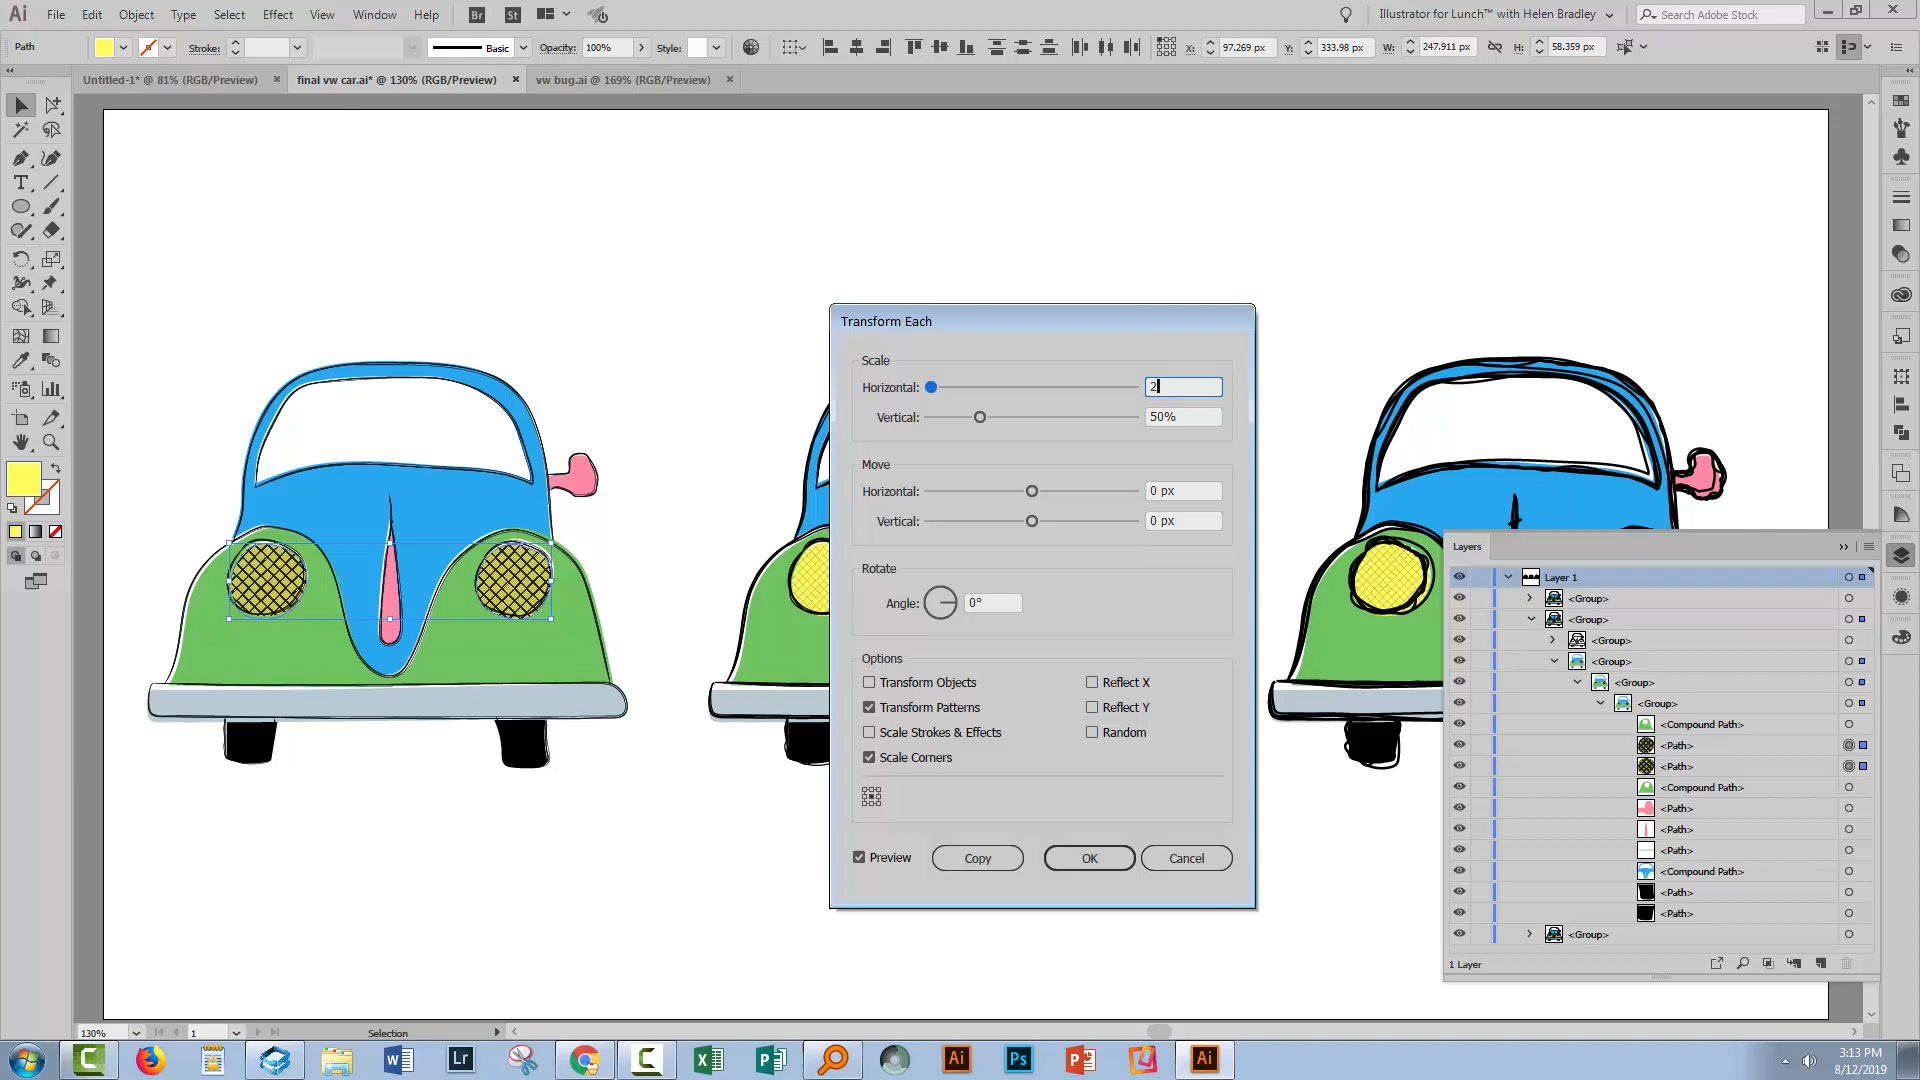 Ai File Edit Object Type Select Effect View Window Help Br St Illustrator for Lunch™ with Helen Bradley Search Adobe Stock
Path Stroke: Basic Opacity: 100% Style: X: 97.269 px Y: 333.98 px W: 247.911 px H: 58.359 px
Untitled-1* @ 81% (RGB/Preview) × final vw car.ai* @ 130% (RGB/Preview) × vw bug.ai @ 169% (RGB/Preview) ×
Transform Each
Scale
Horizontal: 2
Vertical: 50%
Move
Horizontal: 0 px
Vertical: 0 px
Rotate
Angle: 0°
Options
Transform Objects Reflect X
Transform Patterns Reflect Y
Scale Strokes & Effects Random
Scale Corners
Preview Copy OK Cancel
Layers
Layer 1
<Group>
<Group>
<Group>
<Group>
<Group>
<Group>
<Compound Path>
<Path>
<Path>
<Compound Path>
<Path>
<Path>
<Path>
<Compound Path>
<Path>
<Path>
<Group>
1 Layer
130% 1 Selection
Lr Ai Ps Ai
3:13 PM
8/12/2019